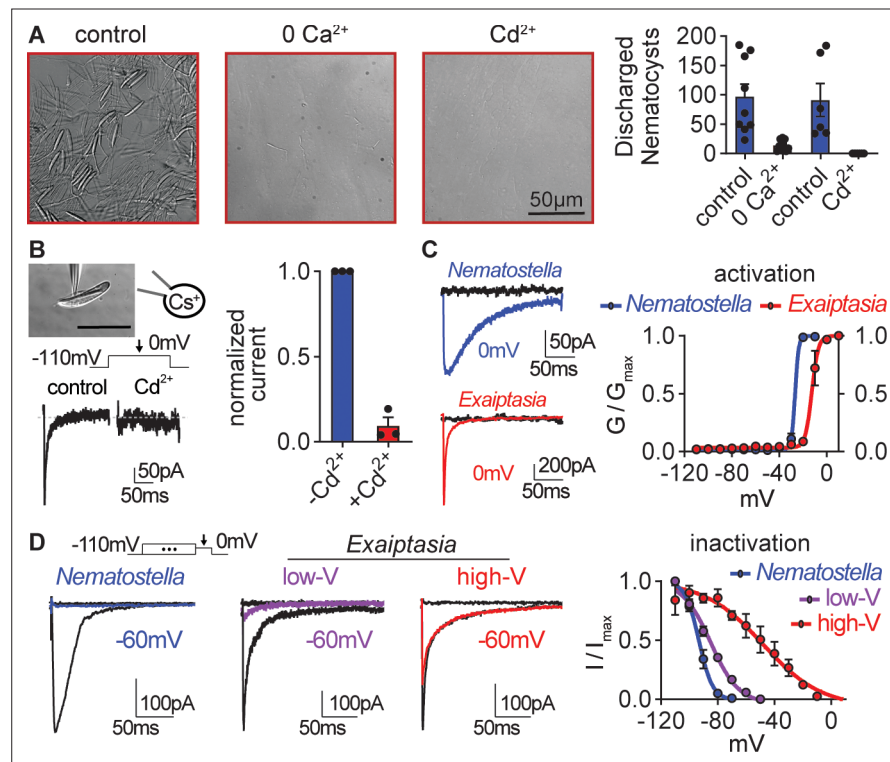 A
control
0 Ca²⁺
Cd²⁺
50µm
Discharged
Nematocysts
200
150
100
50
0
control
0 Ca²⁺
control
Cd²⁺
B
Cs⁺
-110mV
0mV
control
Cd²⁺
50pA
50ms
normalized
current
1.0
0.5
0.0
-Cd²⁺
+Cd²⁺
C
Nematostella
0mV
50pA
50ms
Exaiptasia
0mV
200pA
50ms
activation
Nematostella
Exaiptasia
G / Gmax
1.0
0.5
0.0
1.0
0.5
0.0
-120
-80
-40
0
mV
D
-110mV
0mV
Nematostella
-60mV
100pA
50ms
Exaiptasia
low-V
-60mV
100pA
50ms
high-V
-60mV
100pA
50ms
inactivation
Nematostella
low-V
high-V
I / Imax
1.0
0.5
0.0
-120
-80
-40
0
mV